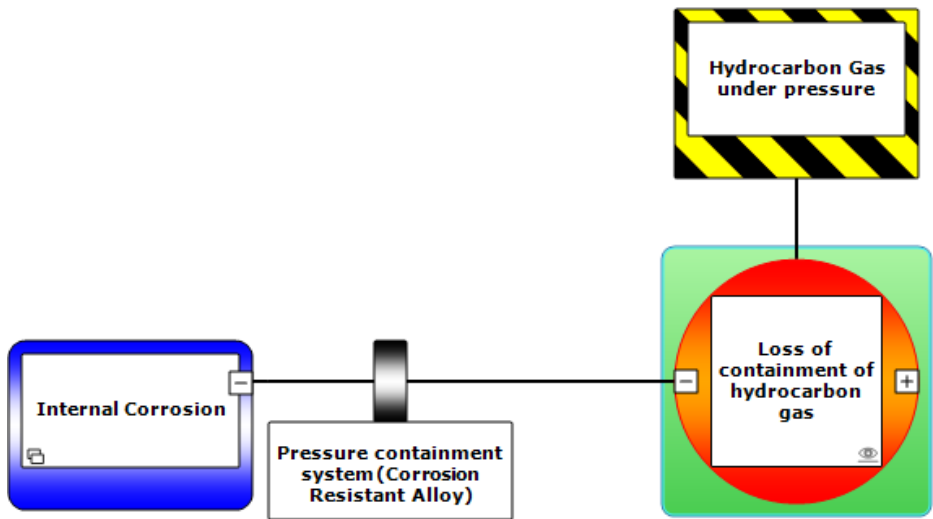 Hydrocarbon Gas
under pressure
Loss of
containment of
hydrocarbon
gas
Internal Corrosion
Pressure containment
system (Corrosion
Resistant Alloy)